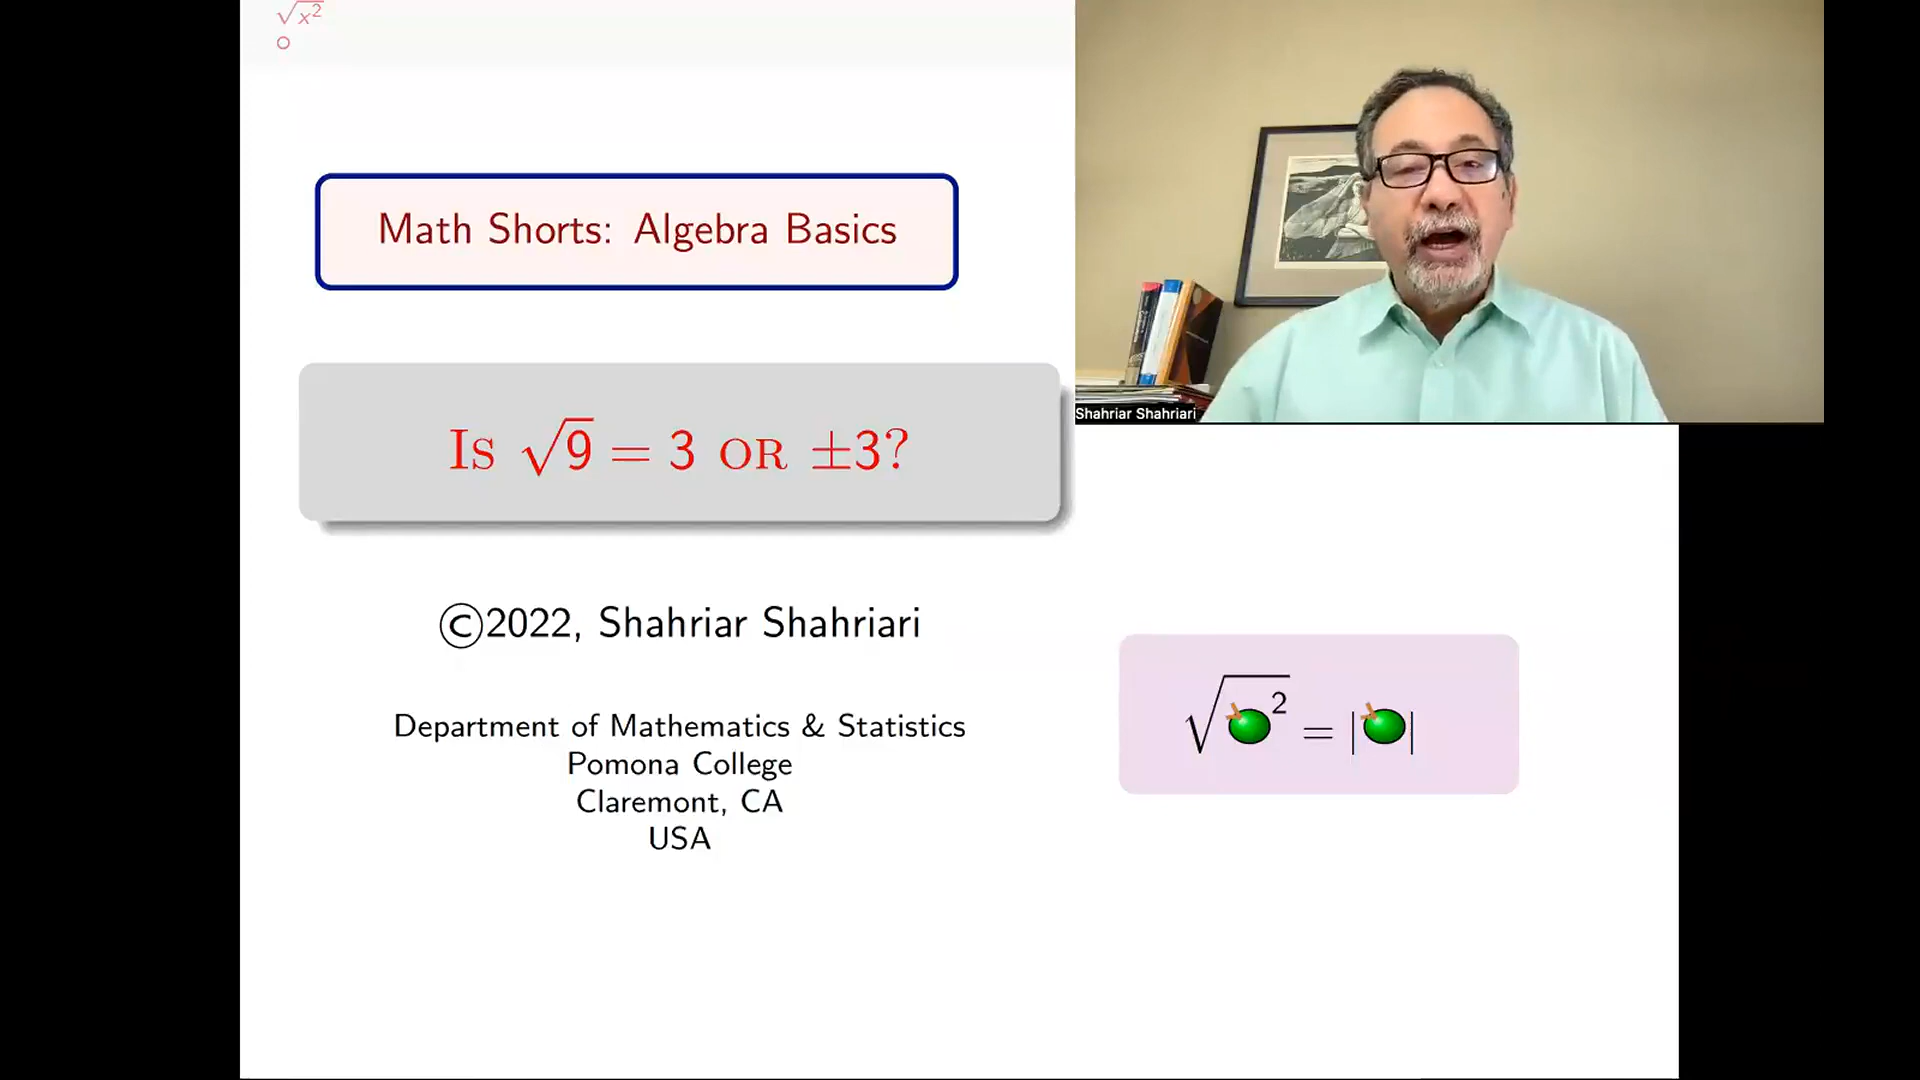 √x²
Math Shorts: Algebra Basics
Is √9 = 3 or ±3?
©2022, Shahriar Shahriari
Department of Mathematics & Statistics
Pomona College
Claremont, CA
USA
Shahriar Shahriari
√ ² = | |